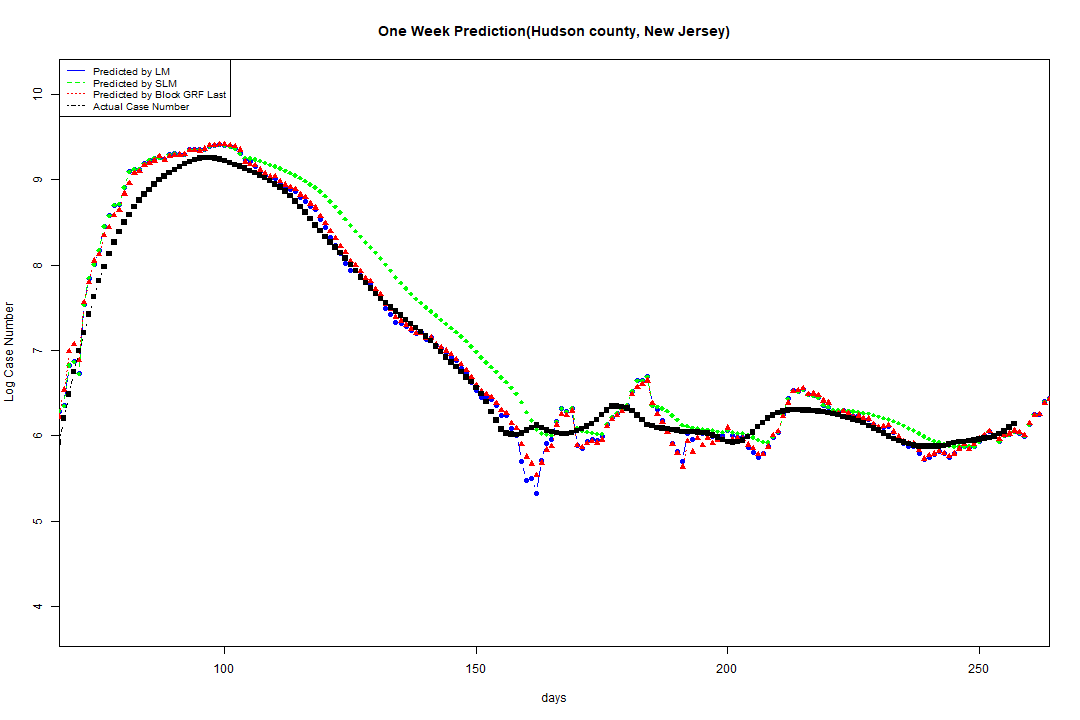 One Week Prediction(Hudson county, New Jersey)
Predicted by LM
Predicted by SLM
Predicted by Block GRF Last
Actual Case Number
10
9
8
7
6
5
4
Log Case Number
100 150 200 250
days